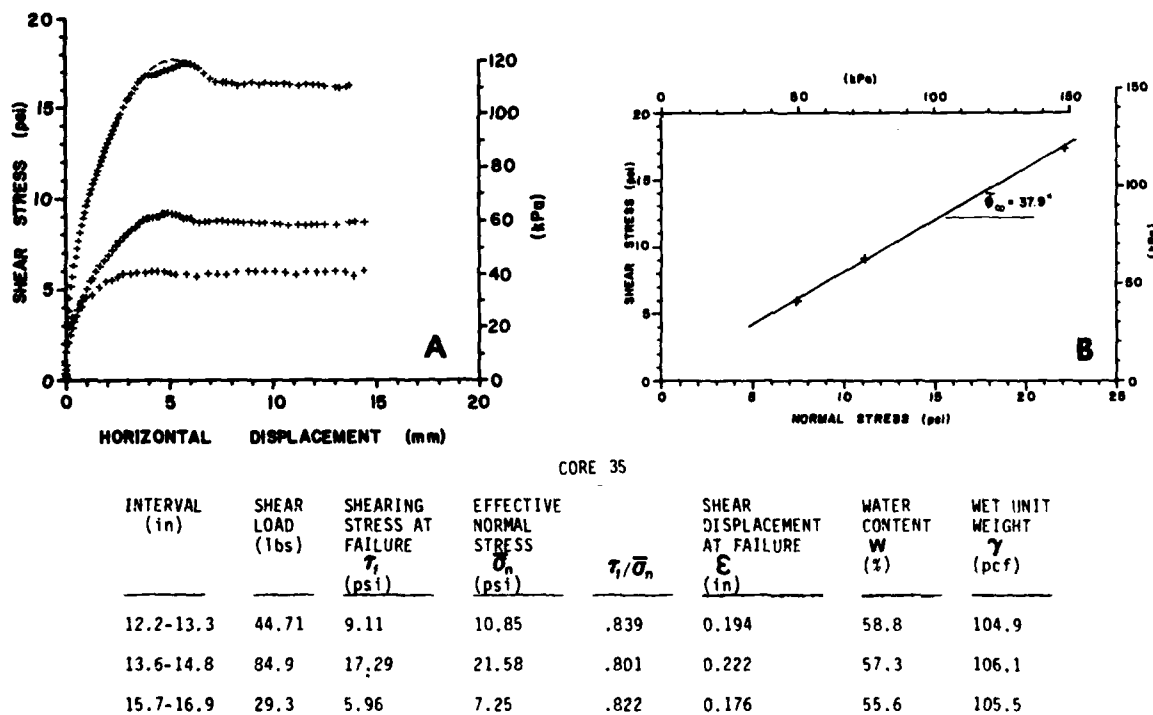 20
15
10
5
0
SHEAR STRESS (psi)
120
100
80
60
40
20
0
(kPa)
A
0 5 10 15 20
HORIZONTAL DISPLACEMENT (mm)
(kPa)
0 50 100 150
20
15
10
5
0
SHEAR STRESS (psi)
150
100
50
0
(kPa)
ϕ̄∞ = 37.9°
B
5 10 15 20 25
NORMAL STRESS (psi)
CORE 35
INTERVAL
(in)
SHEAR
LOAD
(lbs)
SHEARING
STRESS AT
FAILURE
τf
(psi)
EFFECTIVE
NORMAL
STRESS
σ̄n
(psi)
τf/σ̄n
SHEAR
DISPLACEMENT
AT FAILURE
Ɛ
(in)
WATER
CONTENT
W
(%)
WET UNIT
WEIGHT
γ
(pcf)
12.2-13.3 44.71 9.11 10.85 .839 0.194 58.8 104.9
13.6-14.8 84.9 17.29 21.58 .801 0.222 57.3 106.1
15.7-16.9 29.3 5.96 7.25 .822 0.176 55.6 105.5